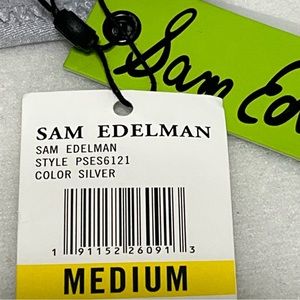 Sam Ed
SAM EDELMAN
SAM EDELMAN
STYLE PSES6121
COLOR SILVER
1 91152 26091 3
MEDIUM